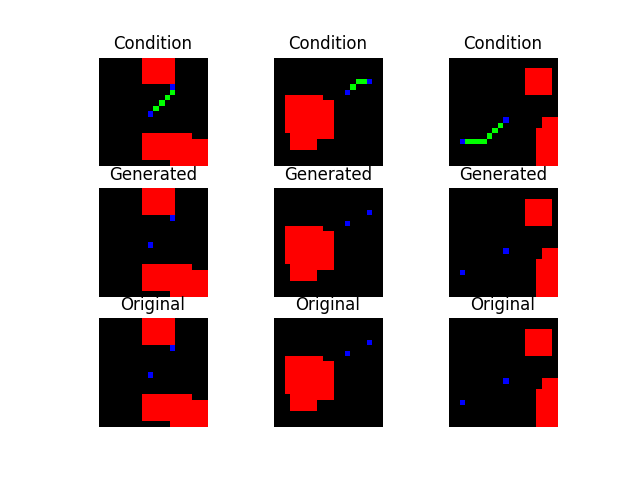 Condition Condition Condition
Generated Generated Generated
Original Original Original